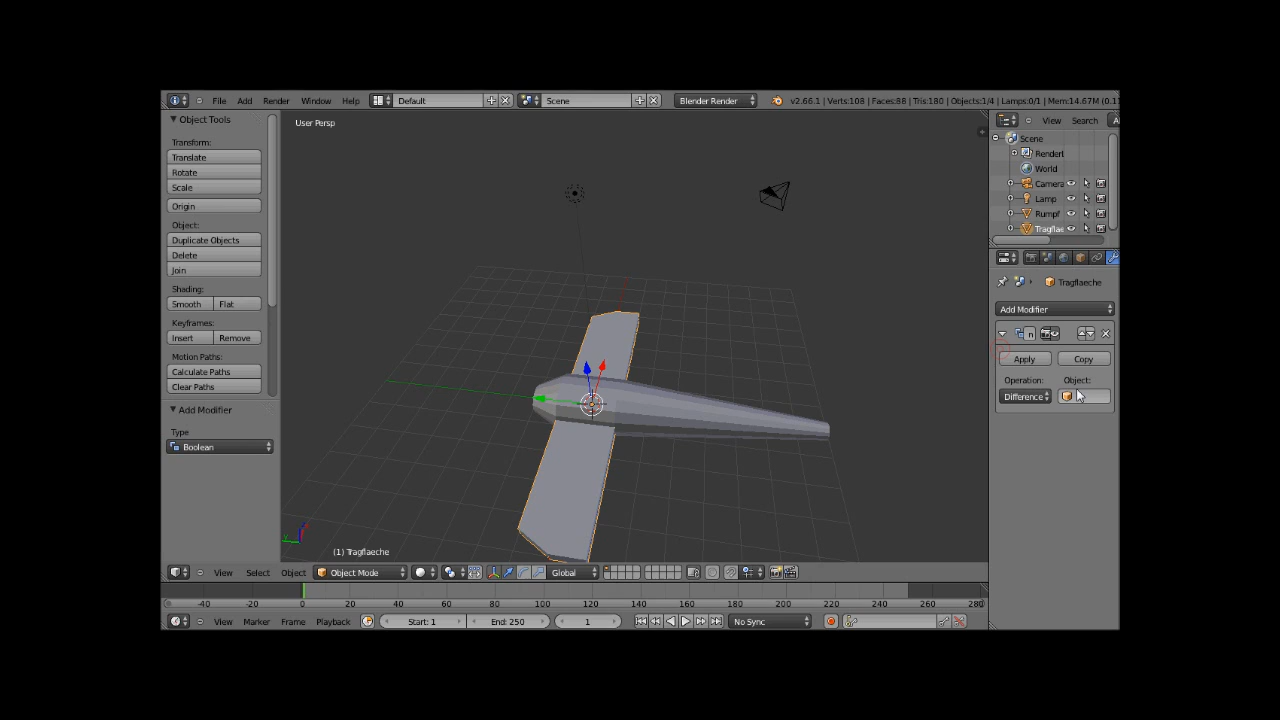 File Add Render Window Help Default Scene Blender Render v2.66.1 | Verts:108 | Faces:88 | Tris:180 | Objects:1/4 | Lamps:0/1 | Mem:14.67M (0.1
Object Tools
Transform:
Translate
Rotate
Scale
Origin
Object:
Duplicate Objects
Delete
Join
Shading:
Smooth Flat
Keyframes:
Insert Remove
Motion Paths:
Calculate Paths
Clear Paths
Add Modifier
Type
Boolean
User Persp
(1) Tragflaeche
View Search
Scene
RenderL
World
Camera
Lamp
Rumpf
Tragflae
Tragflaeche
Add Modifier
Apply Copy
Operation: Object:
Difference
View Select Object Object Mode Global
-40 -20 0 20 40 60 80 100 120 140 160 180 200 220 240 260 280
View Marker Frame Playback Start: 1 End: 250 1 No Sync